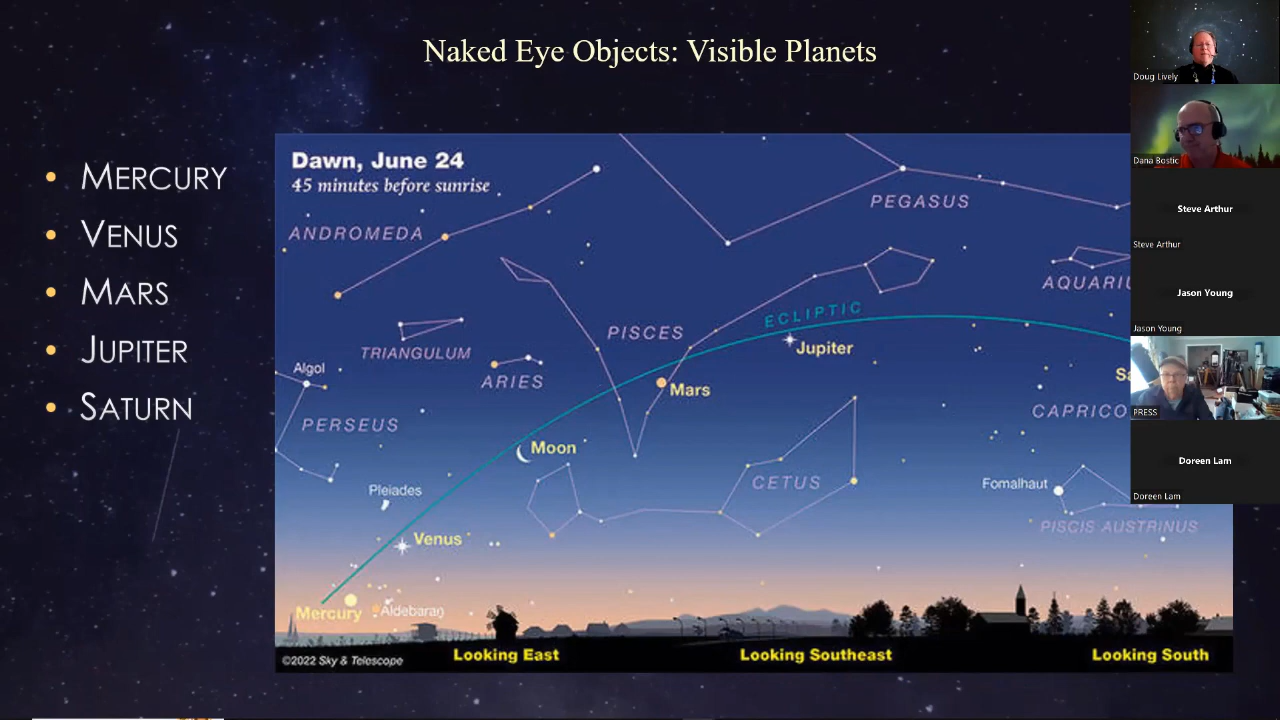 Naked Eye Objects: Visible Planets
MERCURY
VENUS
MARS
JUPITER
SATURN
Dawn, June 24
45 minutes before sunrise
ANDROMEDA
PEGASUS
AQUARIU
ECLIPTIC
PISCES
Jupiter
TRIANGULUM
ARIES
Algol
Mars
Sa
PERSEUS
CAPRICO
Moon
Pleiades
CETUS
Fomalhaut
PISCIS AUSTRINUS
Venus
Mercury
Aldebaran
©2022 Sky & Telescope
Looking East
Looking Southeast
Looking South
Doug Lively
Dana Bostic
Steve Arthur
Steve Arthur
Jason Young
Jason Young
PRESS
Doreen Lam
Doreen Lam